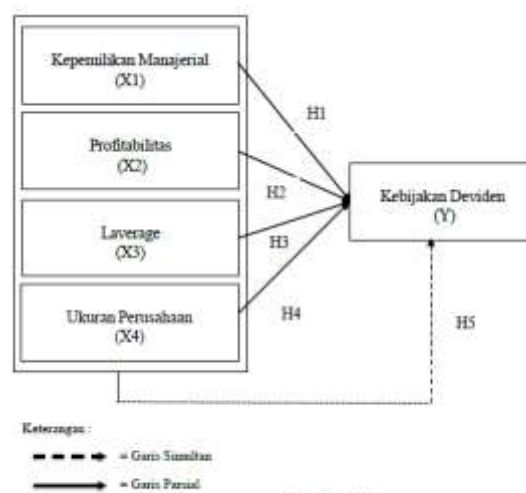 Kepemilikan Manajerial
(X1)
Profitabilitas
(X2)
Laverage
(X3)
Ukuran Perusahaan
(X4)
H1
H2
H3
H4
Kebijakan Deviden
(Y)
H5
Keterangan :
= Garis Simultan
= Garis Parsial